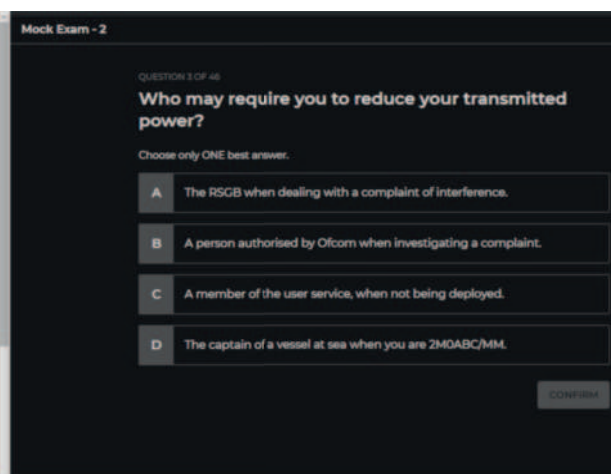 Mock Exam - 2
QUESTION 3 OF 46
Who may require you to reduce your transmitted
power?
Choose only ONE best answer.
A The RSGB when dealing with a complaint of interference.
B A person authorised by Ofcom when investigating a complaint.
C A member of the user service, when not being deployed.
D The captain of a vessel at sea when you are 2M0ABC/MM.
CONFIRM